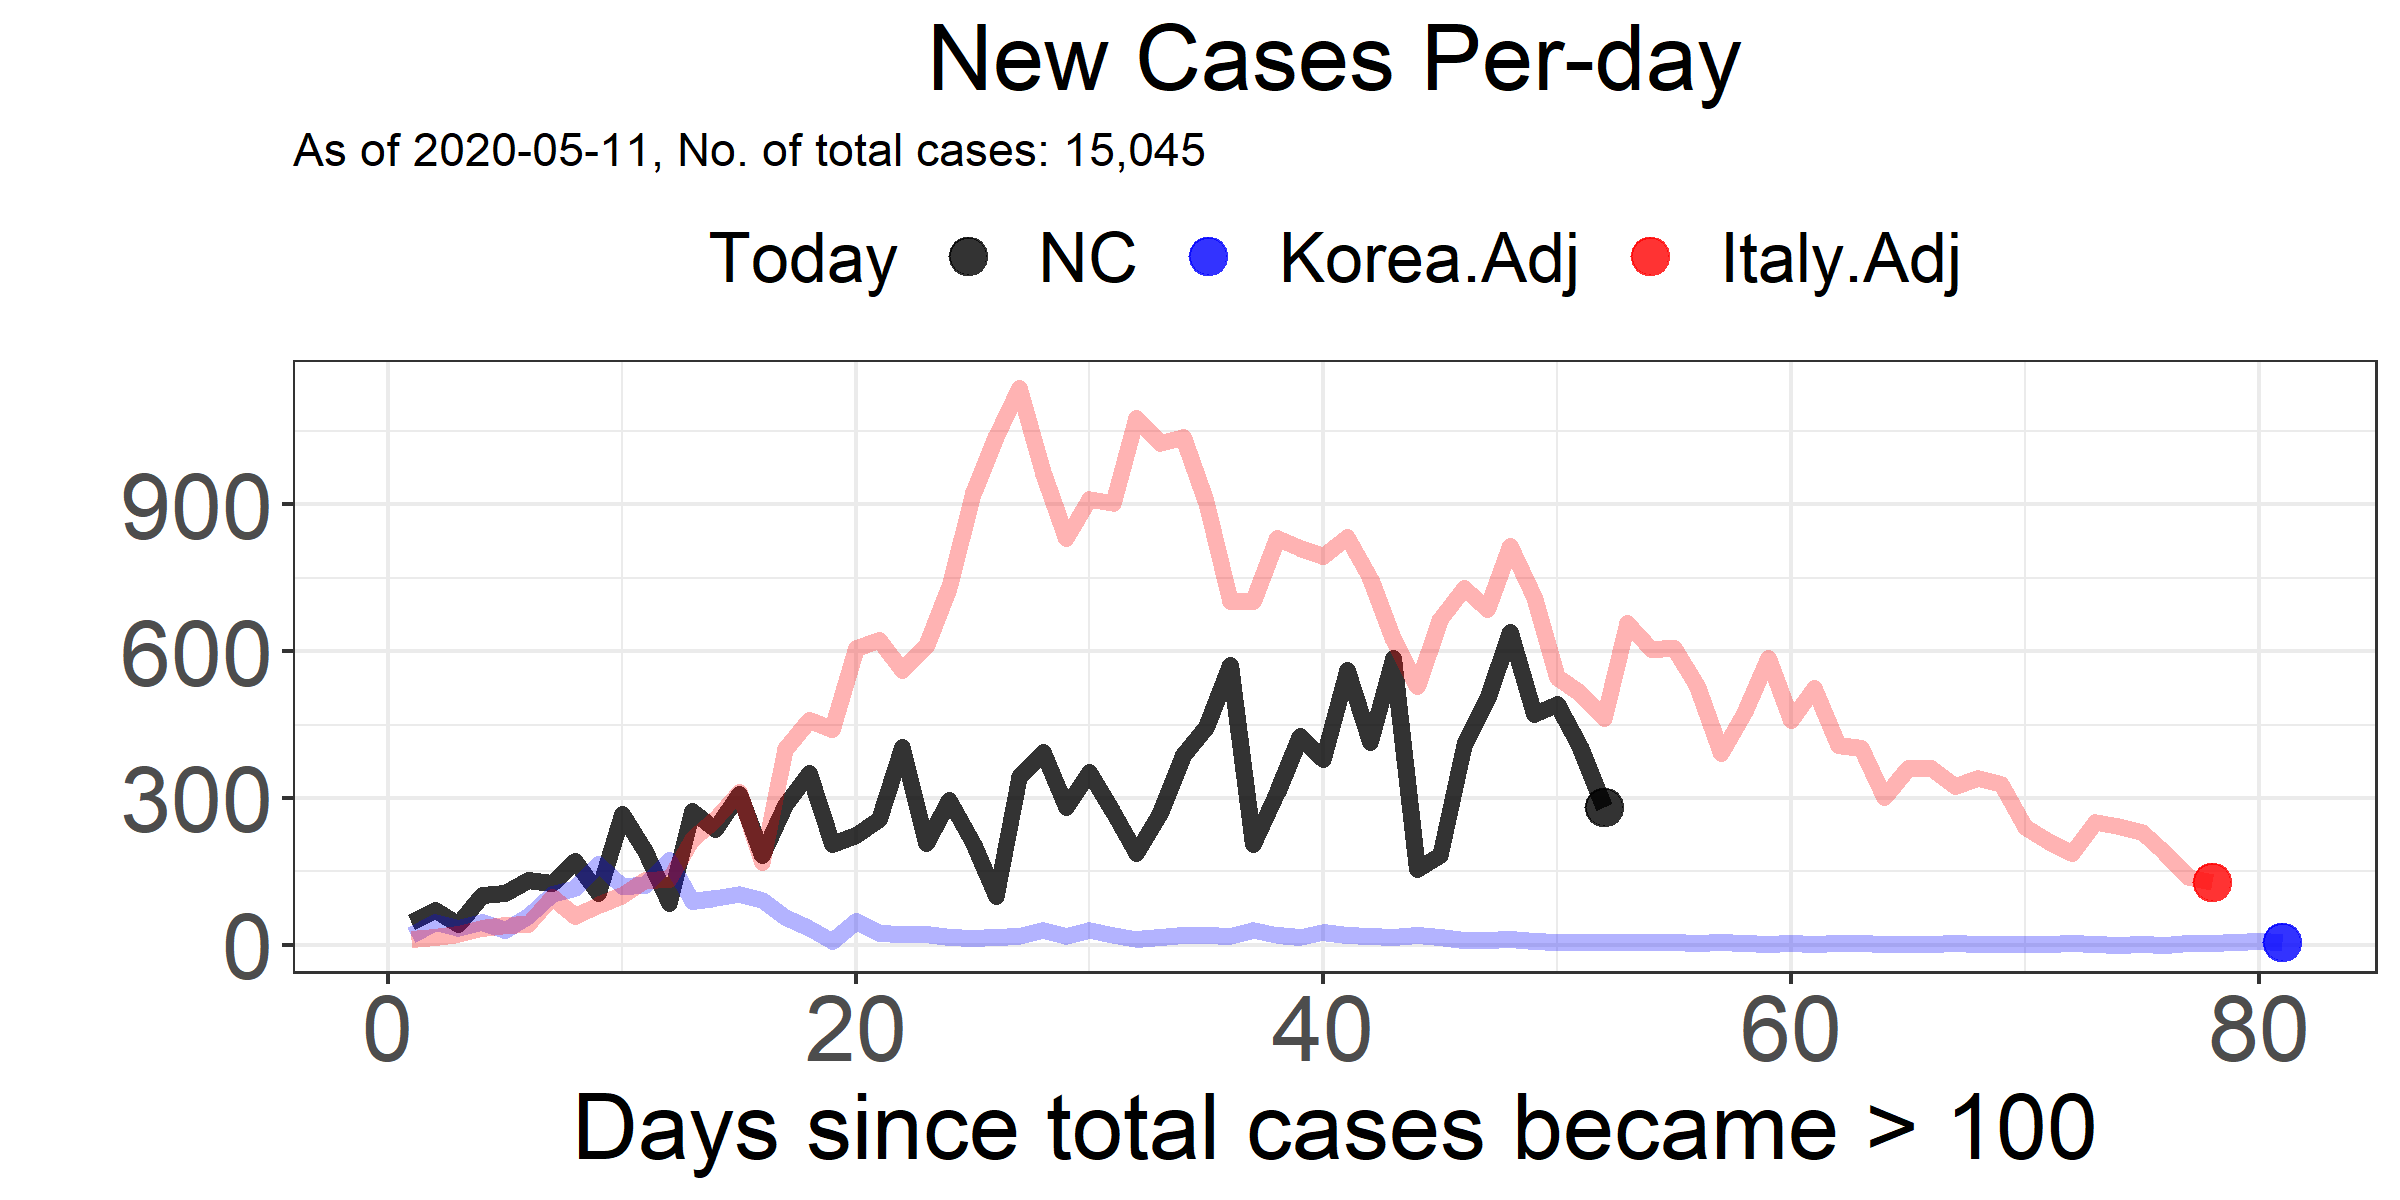 New Cases Per-day
As of 2020-05-11, No. of total cases: 15,045
Today NC Korea.Adj Italy.Adj
900
600
300
0
0 20 40 60 80
Days since total cases became > 100